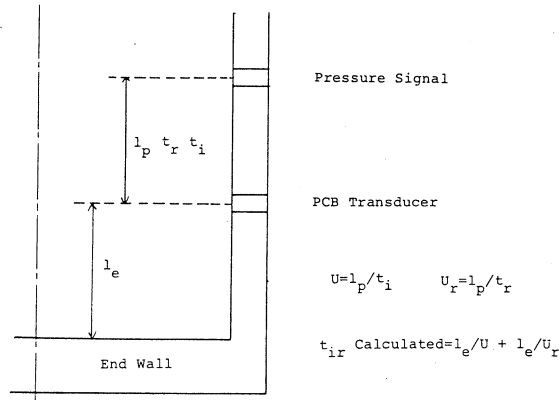 Pressure Signal
l_p t_r t_i
PCB Transducer
l_e
U=l_p/t_i U_r=l_p/t_r
t_ir Calculated=l_e/U + l_e/U_r
End Wall